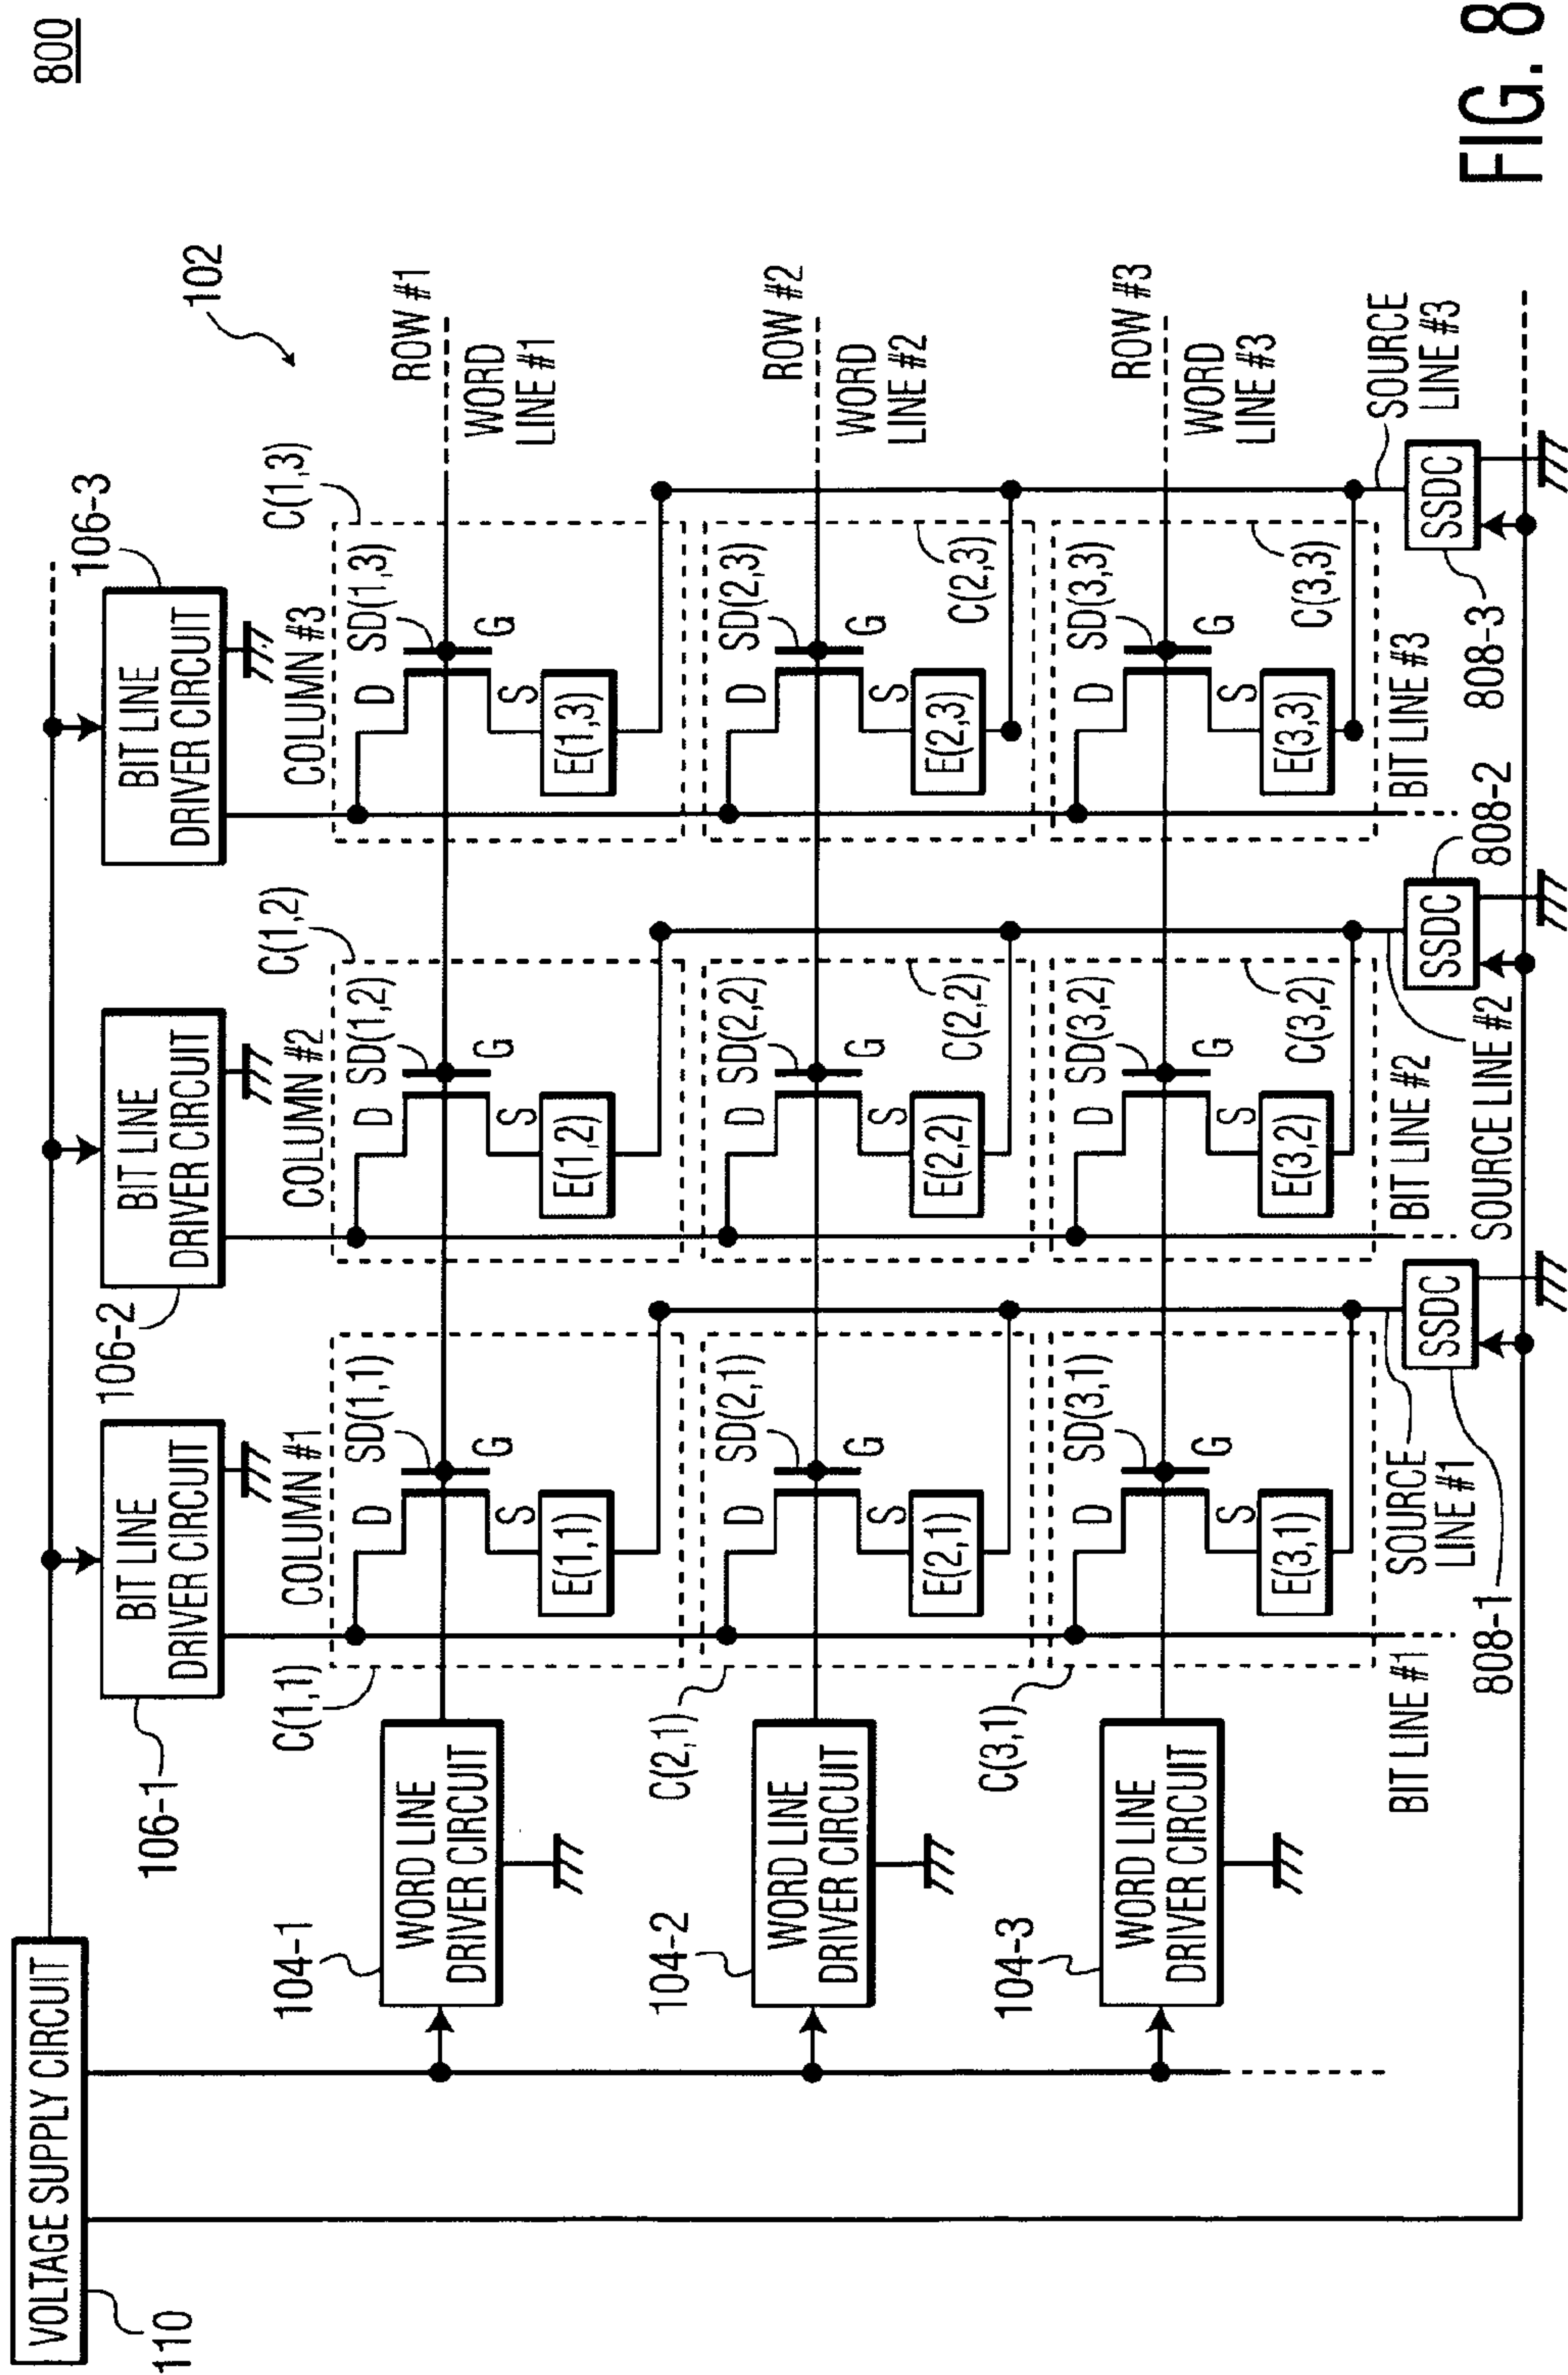 800
VOLTAGE SUPPLY CIRCUIT
110
106-1
BIT LINE
DRIVER CIRCUIT
COLUMN #1
106-2
BIT LINE
DRIVER CIRCUIT
COLUMN #2
106-3
BIT LINE
DRIVER CIRCUIT
COLUMN #3
102
104-1
WORD LINE
DRIVER CIRCUIT
C(1,1)
D
SD(1,1)
G
S
E(1,1)
C(1,2)
D
SD(1,2)
G
S
E(1,2)
C(1,3)
D
SD(1,3)
G
S
E(1,3)
ROW #1
WORD
LINE #1
104-2
WORD LINE
DRIVER CIRCUIT
C(2,1)
D
SD(2,1)
G
S
E(2,1)
D
SD(2,2)
G
S
E(2,2)
C(2,2)
D
SD(2,3)
G
S
E(2,3)
C(2,3)
ROW #2
WORD
LINE #2
104-3
WORD LINE
DRIVER CIRCUIT
C(3,1)
D
SD(3,1)
G
S
E(3,1)
D
SD(3,2)
G
S
E(3,2)
C(3,2)
D
SD(3,3)
G
S
E(3,3)
C(3,3)
ROW #3
WORD
LINE #3
BIT LINE #1
SOURCE
LINE #1
808-1
SSDC
BIT LINE #2
SOURCE LINE #2
SSDC
808-2
BIT LINE #3
808-3
SSDC
SOURCE
LINE #3
FIG. 8